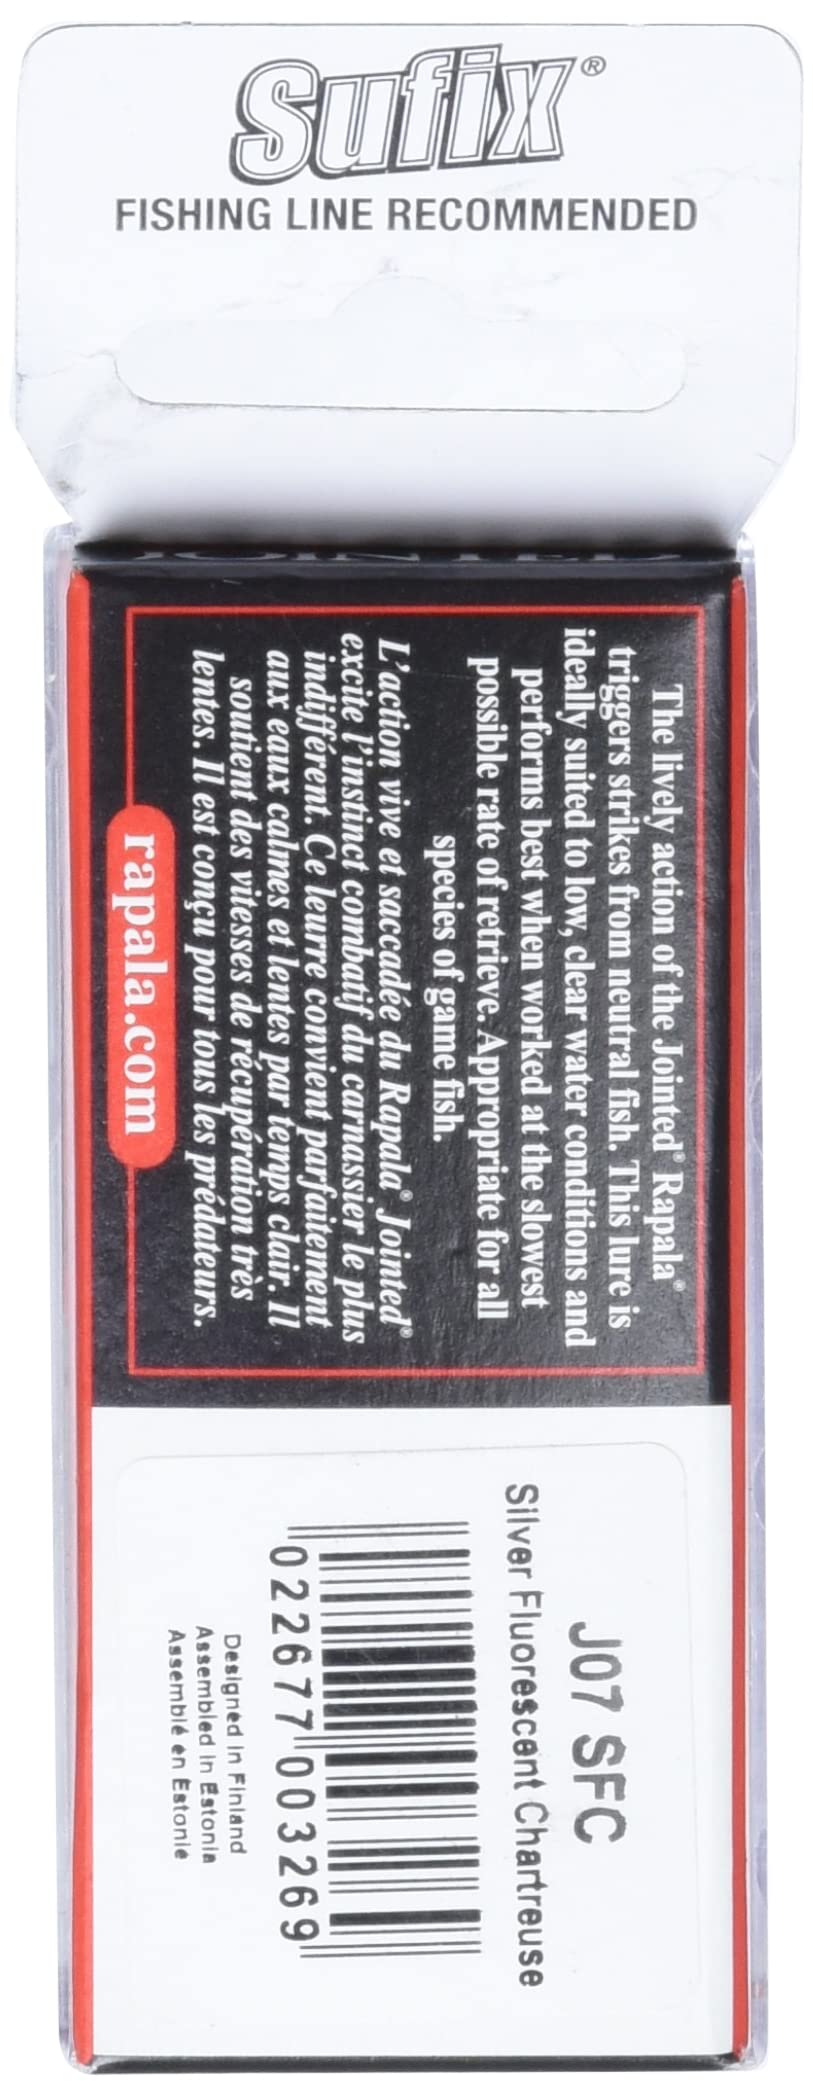 Sufix®
FISHING LINE RECOMMENDED
JOINTED
The lively action of the Jointed® Rapala®
triggers strikes from neutral fish. This lure is
ideally suited to low, clear water conditions and
performs best when worked at the slowest
possible rate of retrieve. Appropriate for all
species of game fish.
L'action vive et saccadée du Rapala® Jointed®
excite l'instinct combatif du carnassier le plus
indifférent. Ce leurre convient parfaitement
aux eaux calmes et lentes par temps clair. Il
soutient des vitesses de récupération très
lentes. Il est conçu pour tous les prédateurs.
rapala.com
J07 SFC
Silver Fluorescent Chartreuse
022677003269
Designed in Finland
Assembled in Estonia
Assemblé en Estonie